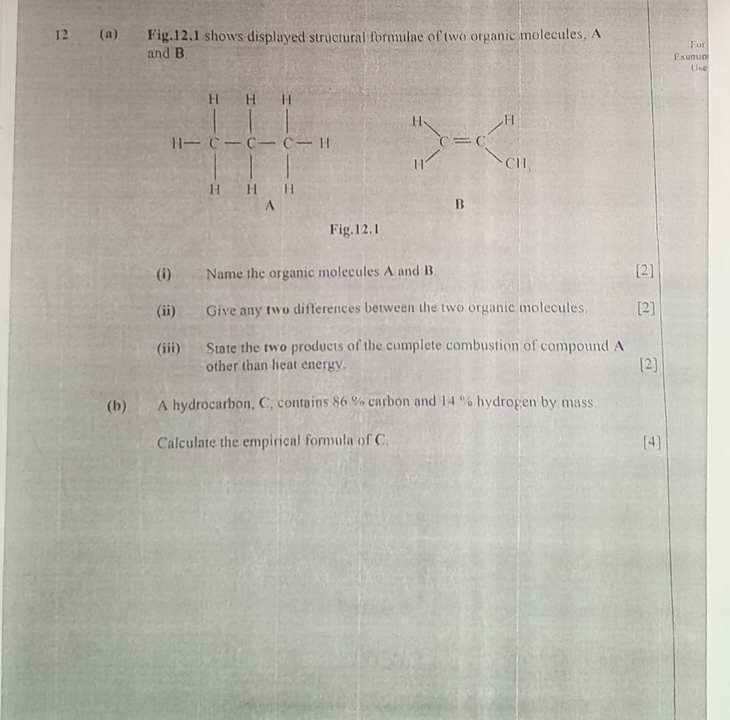 12 (a) Fig.12.1 shows displayed structural formulae of two organic molecules, A
and B
For
Examin
Use
H H H
H— C — C — C — H
H H H
A
H H
C = C
H CH₃
B
Fig.12.1
(i) Name the organic molecules A and B. [2]
(ii) Give any two differences between the two organic molecules. [2]
(iii) State the two products of the complete combustion of compound A
other than heat energy. [2]
(b) A hydrocarbon, C, contains 86 % carbon and 14 % hydrogen by mass.
Calculate the empirical formula of C. [4]